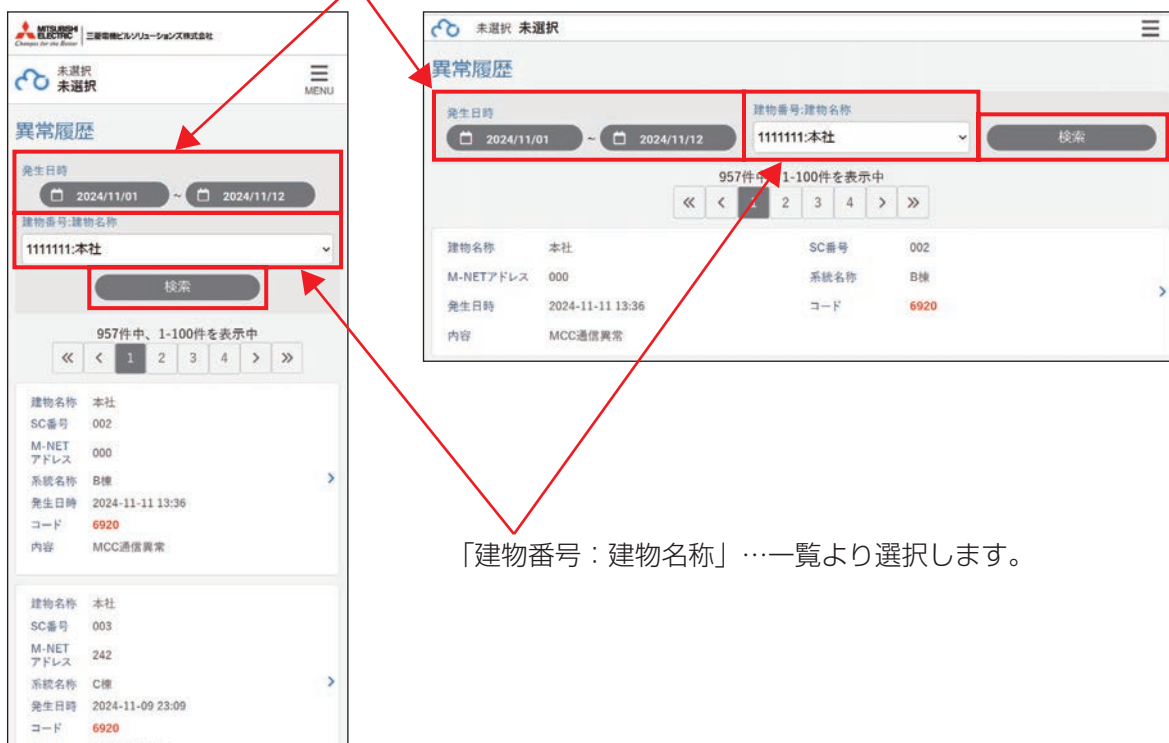 MITSUBISHI
ELECTRIC
Changes for the Better
三菱電機ビルソリューションズ株式会社
未選択
未選択
MENU
異常履歴
発生日時
2024/11/01 ~ 2024/11/12
建物番号:建物名称
1111111:本社
検索
957件中、1-100件を表示中
« < 1 2 3 4 > »
建物名称 本社
SC番号 002
M-NET
アドレス 000
系統名称 B棟
発生日時 2024-11-11 13:36
コード 6920
内容 MCC通信異常
建物名称 本社
SC番号 003
M-NET
アドレス 242
系統名称 C棟
発生日時 2024-11-09 23:09
コード 6920
未選択 未選択
異常履歴
発生日時
2024/11/01 ~ 2024/11/12
建物番号:建物名称
1111111:本社
検索
957件中、1-100件を表示中
« < 1 2 3 4 > »
建物名称 本社 SC番号 002
M-NETアドレス 000 系統名称 B棟
発生日時 2024-11-11 13:36 コード 6920
内容 MCC通信異常
「建物番号：建物名称」…一覧より選択します。